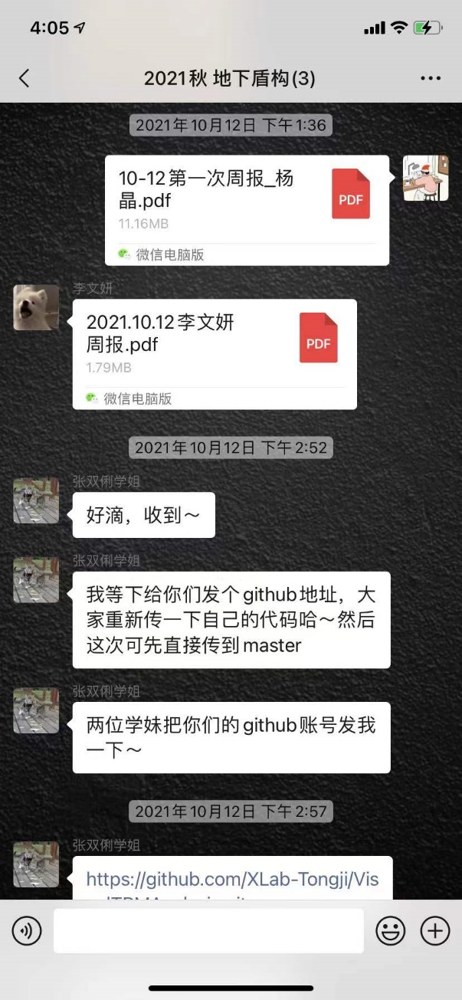 4:05
2021秋 地下盾构(3)
2021年10月12日 下午1:36
10-12第一次周报_杨
晶.pdf
11.16MB
PDF
微信电脑版
李文妍
2021.10.12李文妍
周报.pdf
1.79MB
PDF
微信电脑版
2021年10月12日 下午2:52
张双俐学姐
好滴，收到～
张双俐学姐
我等下给你们发个github地址，大
家重新传一下自己的代码哈～然后
这次可先直接传到master
张双俐学姐
两位学妹把你们的github账号发我
一下～
2021年10月12日 下午2:57
张双俐学姐
https://github.com/XLab-Tongji/Vis